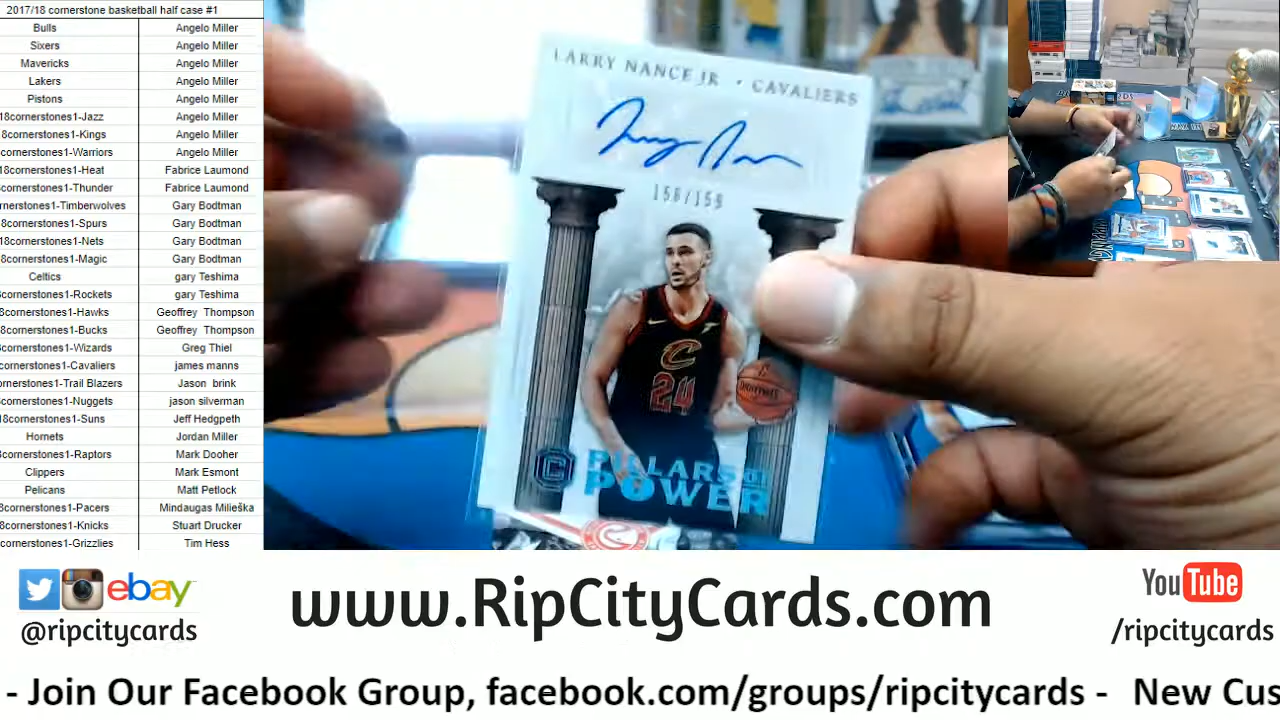 2017/18 cornerstone basketball half case #1
Bulls Angelo Miller
Sixers Angelo Miller
Mavericks Angelo Miller
Lakers Angelo Miller
Pistons Angelo Miller
18cornerstones1-Jazz Angelo Miller
8cornerstones1-Kings Angelo Miller
cornerstones1-Warriors Angelo Miller
18cornerstones1-Heat Fabrice Laumond
cornerstones1-Thunder Fabrice Laumond
rnerstones1-Timberwolves Gary Bodtman
8cornerstones1-Spurs Gary Bodtman
18cornerstones1-Nets Gary Bodtman
8cornerstones1-Magic Gary Bodtman
Celtics gary Teshima
cornerstones1-Rockets gary Teshima
8cornerstones1-Hawks Geoffrey Thompson
8cornerstones1-Bucks Geoffrey Thompson
cornerstones1-Wizards Greg Thiel
cornerstones1-Cavaliers james manns
ornerstones1-Trail Blazers Jason brink
cornerstones1-Nuggets jason silverman
18cornerstones1-Suns Jeff Hedgpeth
Hornets Jordan Miller
cornerstones1-Raptors Mark Dooher
Clippers Mark Esmont
Pelicans Matt Petlock
8cornerstones1-Pacers Mindaugas Milieška
8cornerstones1-Knicks Stuart Drucker
cornerstones1-Grizzlies Tim Hess
LARRY NANCE JR • CAVALIERS
156/159
C
24
PILLARS OF
POWER
ebay
@ripcitycards
www.RipCityCards.com
YouTube
/ripcitycards
- Join Our Facebook Group, facebook.com/groups/ripcitycards - New Cus